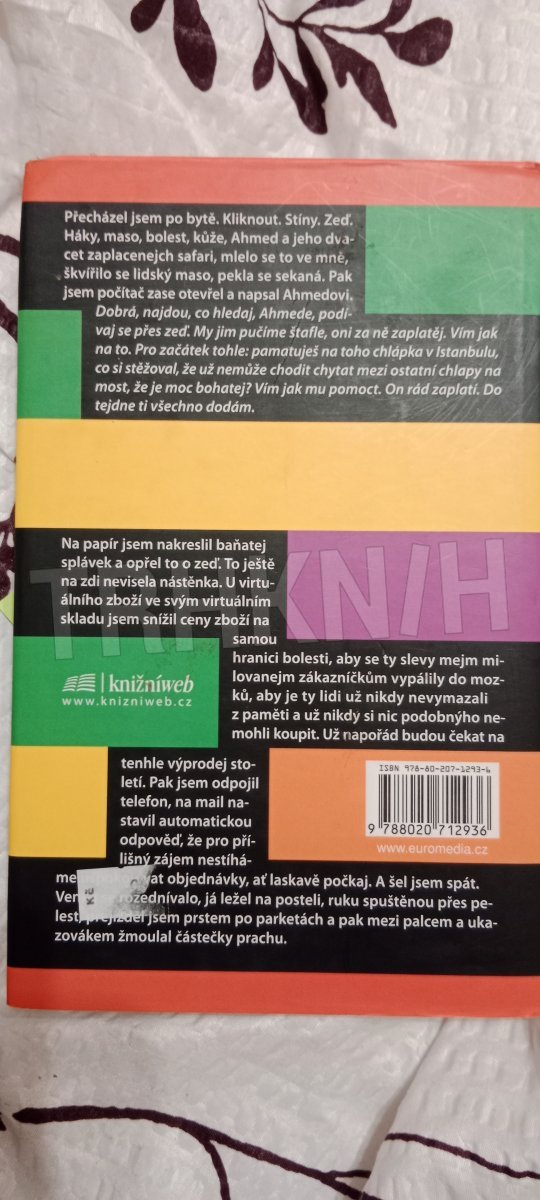 Přecházel jsem po bytě. Kliknout. Stíny. Zeď.
Háky, maso, bolest, kůže, Ahmed a jeho dva-
cet zaplacenejch safari, mlelo se to ve mně,
škvířilo se lidský maso, pekla se sekaná. Pak
jsem počítač zase otevřel a napsal Ahmedovi.
Dobrá, najdou, co hledaj, Ahmede, podí-
vaj se přes zeď. My jim pučíme štafle, oni za ně zaplatěj. Vím jak
na to. Pro začátek tohle: pamatuješ na toho chlápka v Istanbulu,
co si stěžoval, že už nemůže chodit chytat mezi ostatní chlapy na
most, že je moc bohatej? Vím jak mu pomoct. On rád zaplatí. Do
tejdne ti všechno dodám.
Na papír jsem nakreslil baňatej
splávek a opřel to o zeď. To ještě
na zdi nevisela nástěnka. U virtu-
álního zboží ve svým virtuálním
skladu jsem snížil ceny zboží na
samou
hranici bolesti, aby se ty slevy mejm mi-
lovanejm zákazníčkům vypálily do moz-
ků, aby je ty lidi už nikdy nevymazali
z paměti a už nikdy si nic podobnýho ne-
mohli koupit. Už napořád budou čekat na
tenhle výprodej sto-
letí. Pak jsem odpojil
telefon, na mail na-
stavil automatickou
odpověď, že pro pří-
lišný zájem nestíhá-
me vat objednávky, ať laskavě počkaj. A šel jsem spát.
rozednívalo, já ležel na posteli, ruku spuštěnou přes pe-
lest, přejížděl jsem prstem po parketách a pak mezi palcem a uka-
zovákem žmoulal částečky prachu.
TRHKNIH
knižníweb
www.knizniweb.cz
ISBN 978-80-207-1293-6
9 788020 712936
www.euromedia.cz
Kč